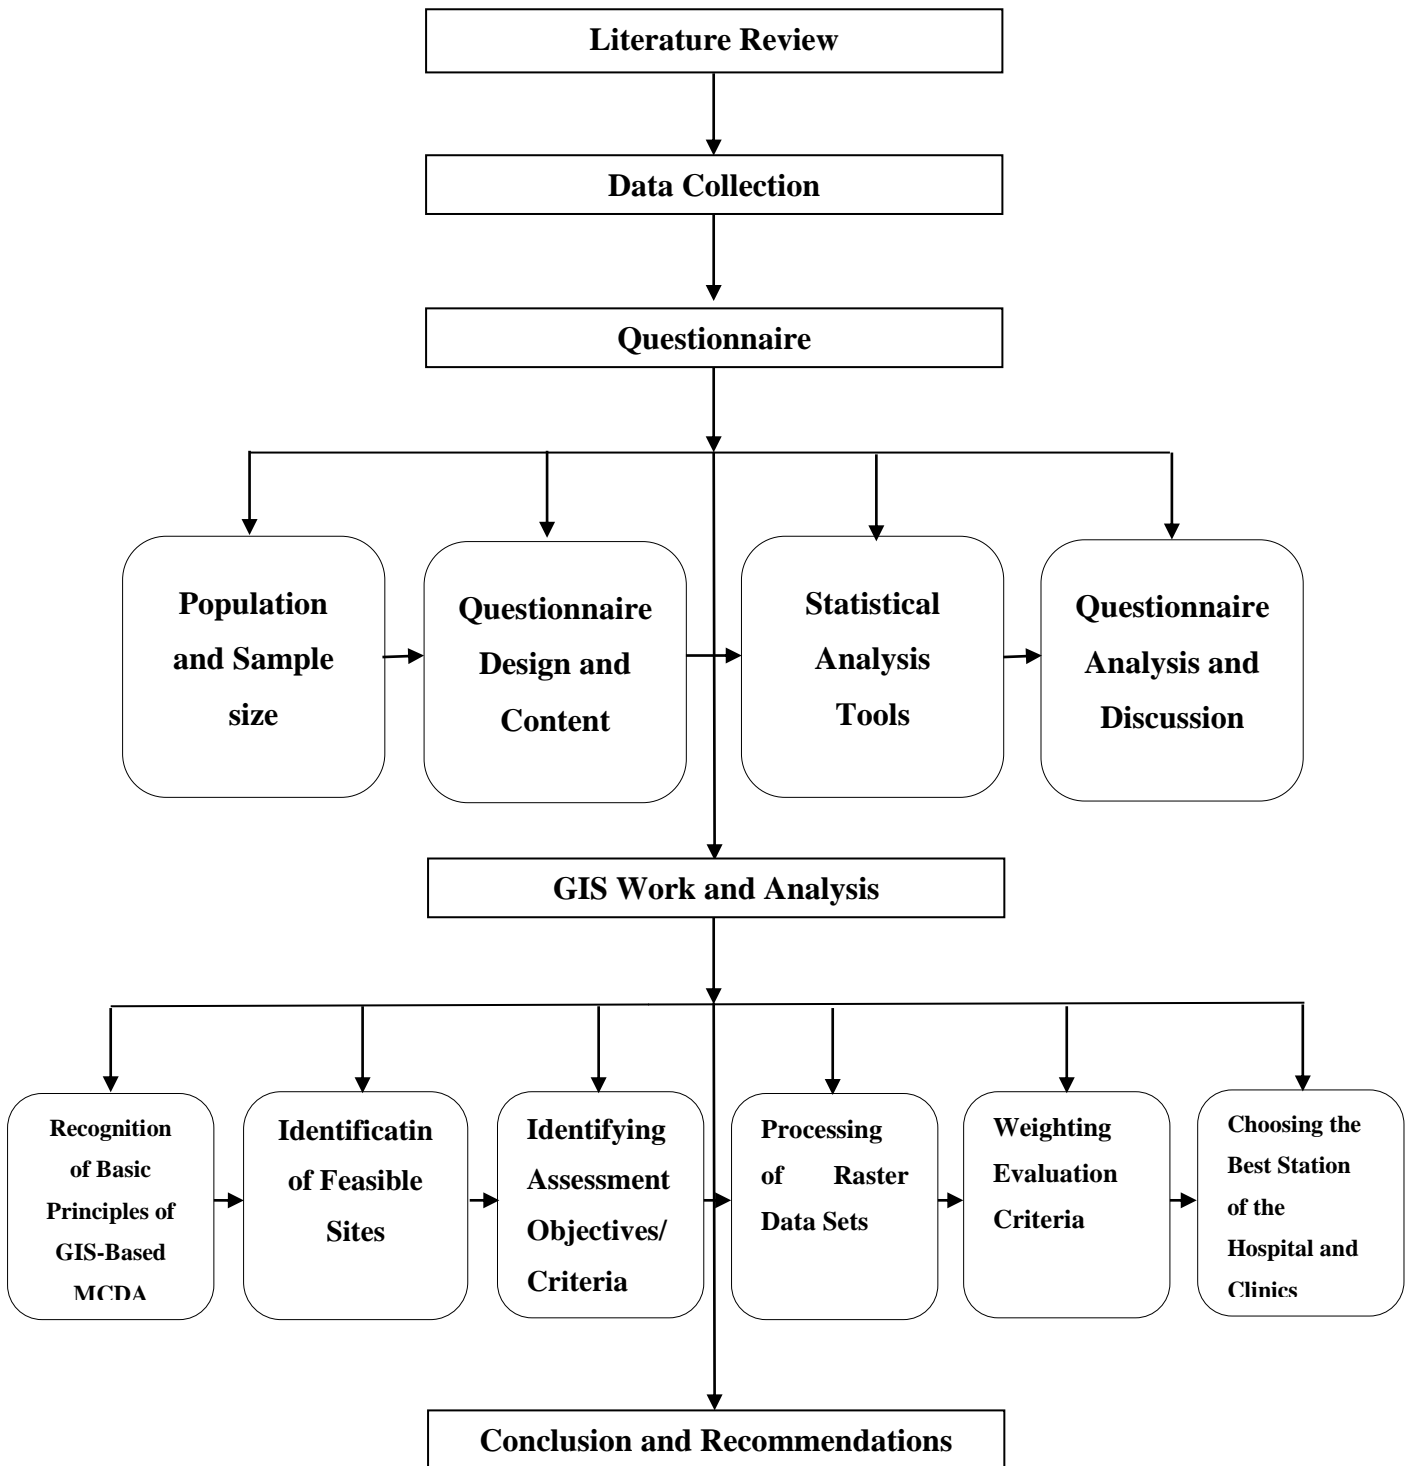 Literature Review
Data Collection
Questionnaire
Population
and Sample
size
Questionnaire
Design and
Content
Statistical
Analysis
Tools
Questionnaire
Analysis and
Discussion
GIS Work and Analysis
Recognition
of Basic
Principles of
GIS-Based
MCDA
Identificatin
of Feasible
Sites
Identifying
Assessment
Objectives/
Criteria
Processing
of Raster
Data Sets
Weighting
Evaluation
Criteria
Choosing the
Best Station
of the
Hospital and
Clinics
Conclusion and Recommendations